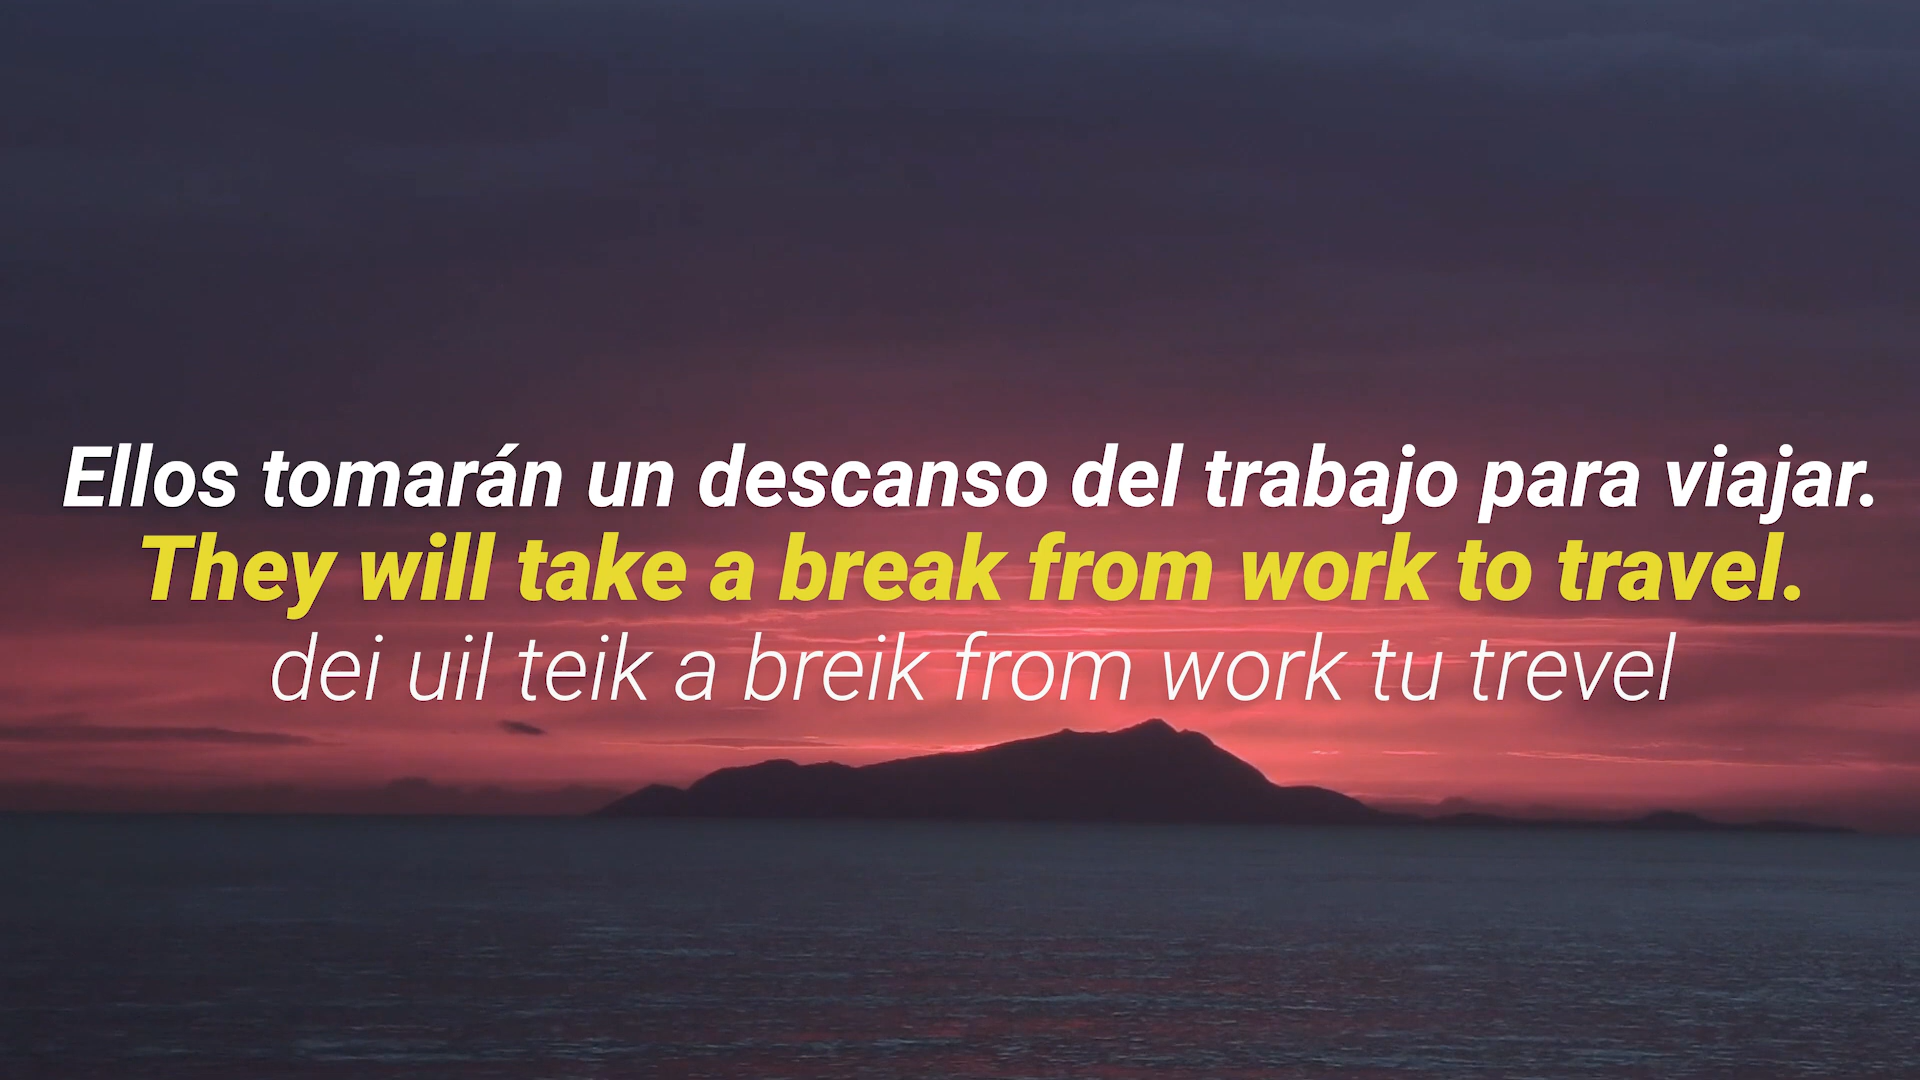 Ellos tomarán un descanso del trabajo para viajar.
They will take a break from work to travel.
dei uil teik a breik from work tu trevel